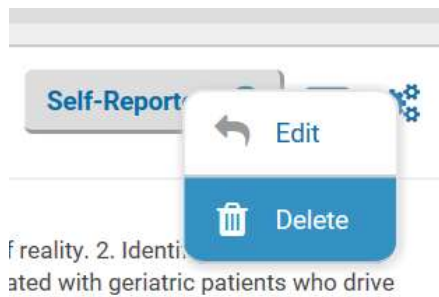 Self-Report
Edit
Delete
f reality. 2. Identi
ated with geriatric patients who drive